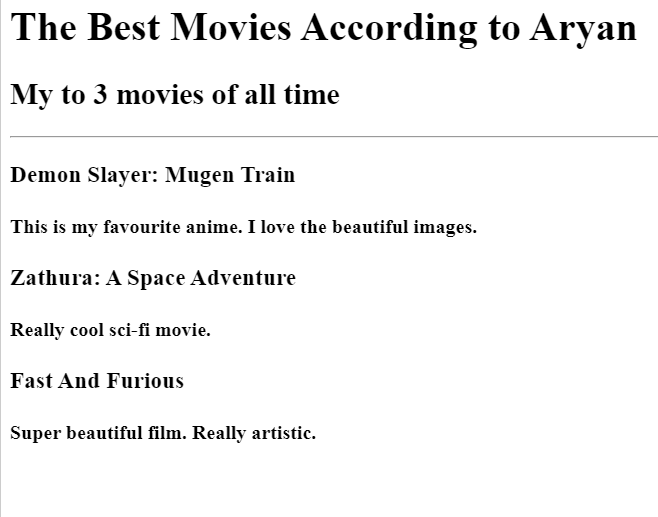 The Best Movies According to Aryan
My to 3 movies of all time
Demon Slayer: Mugen Train
This is my favourite anime. I love the beautiful images.
Zathura: A Space Adventure
Really cool sci-fi movie.
Fast And Furious
Super beautiful film. Really artistic.